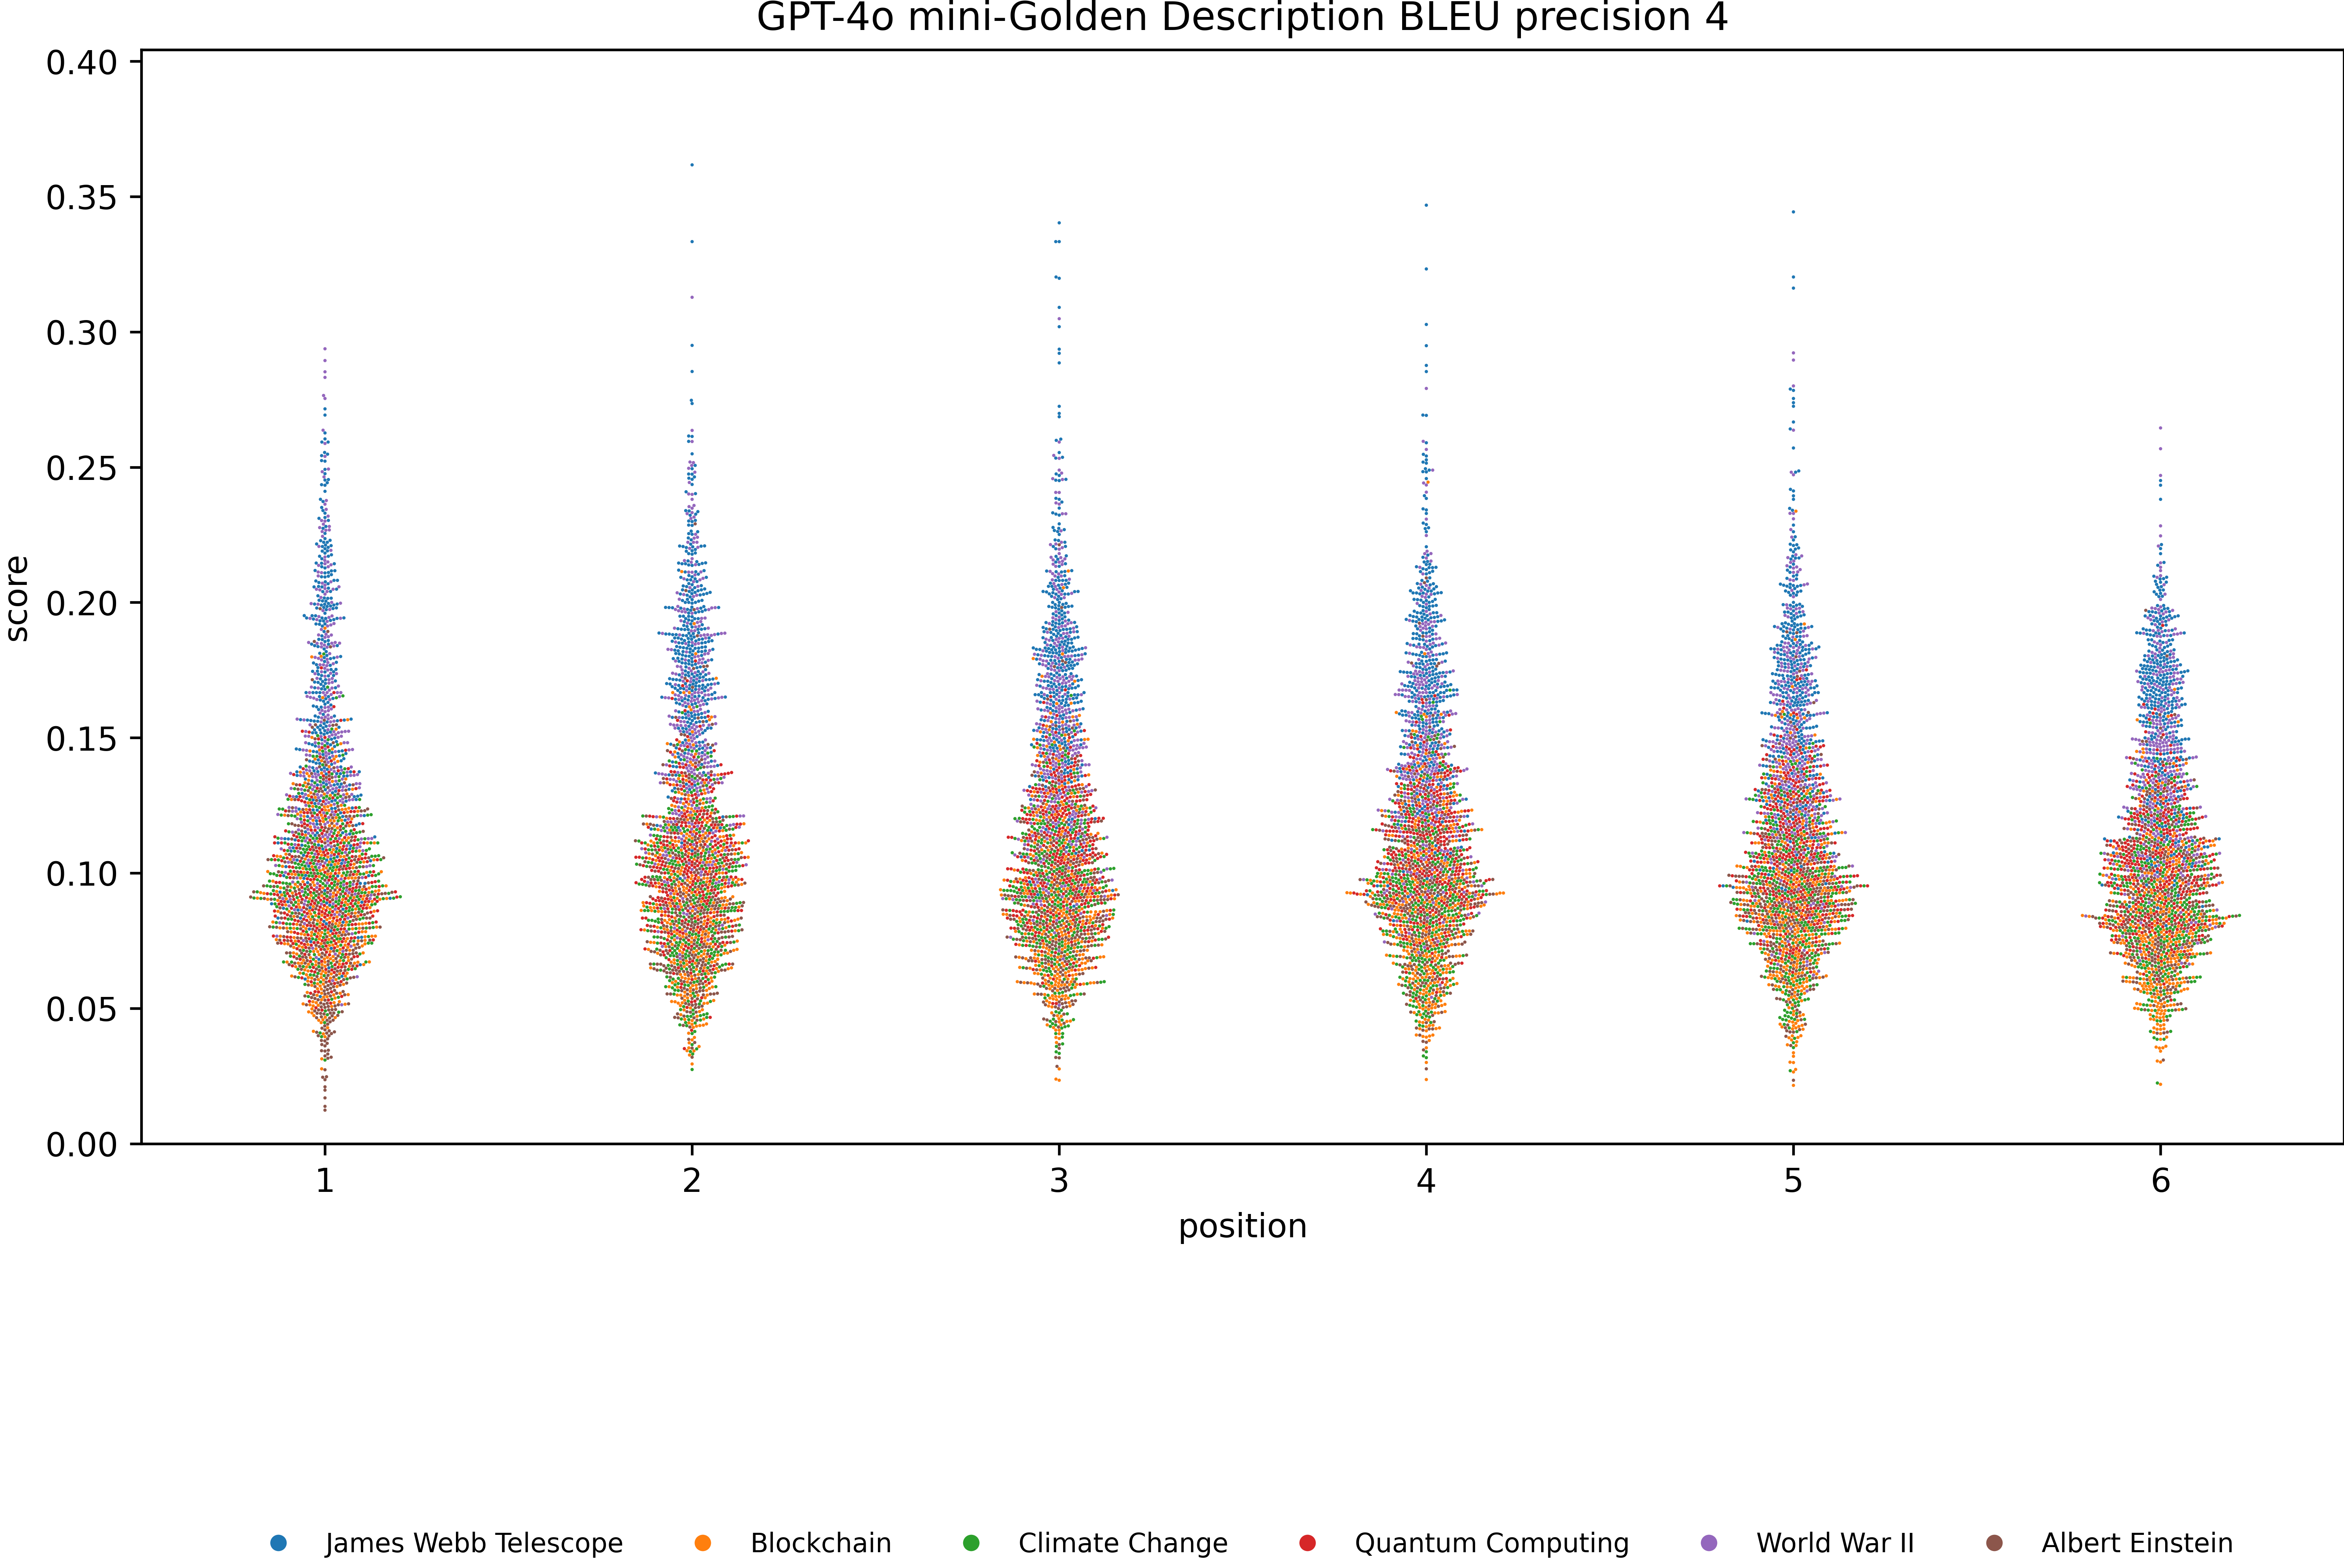 GPT-4o mini-Golden Description BLEU precision 4
0.40
0.35
0.30
0.25
0.20
0.15
0.10
0.05
0.00
score
1 2 3 4 5 6
position
James Webb Telescope Blockchain Climate Change Quantum Computing World War II Albert Einstein